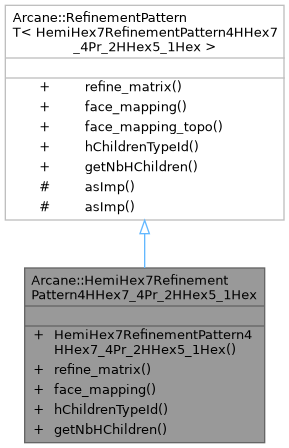 Arcane::RefinementPattern
T< HemiHex7RefinementPattern4HHex7
_4Pr_2HHex5_1Hex >
+ refine_matrix()
+ face_mapping()
+ face_mapping_topo()
+ hChildrenTypeId()
+ getNbHChildren()
# asImp()
# asImp()
Arcane::HemiHex7Refinement
Pattern4HHex7_4Pr_2HHex5_1Hex
+ HemiHex7RefinementPattern4
HHex7_4Pr_2HHex5_1Hex()
+ refine_matrix()
+ face_mapping()
+ hChildrenTypeId()
+ getNbHChildren()